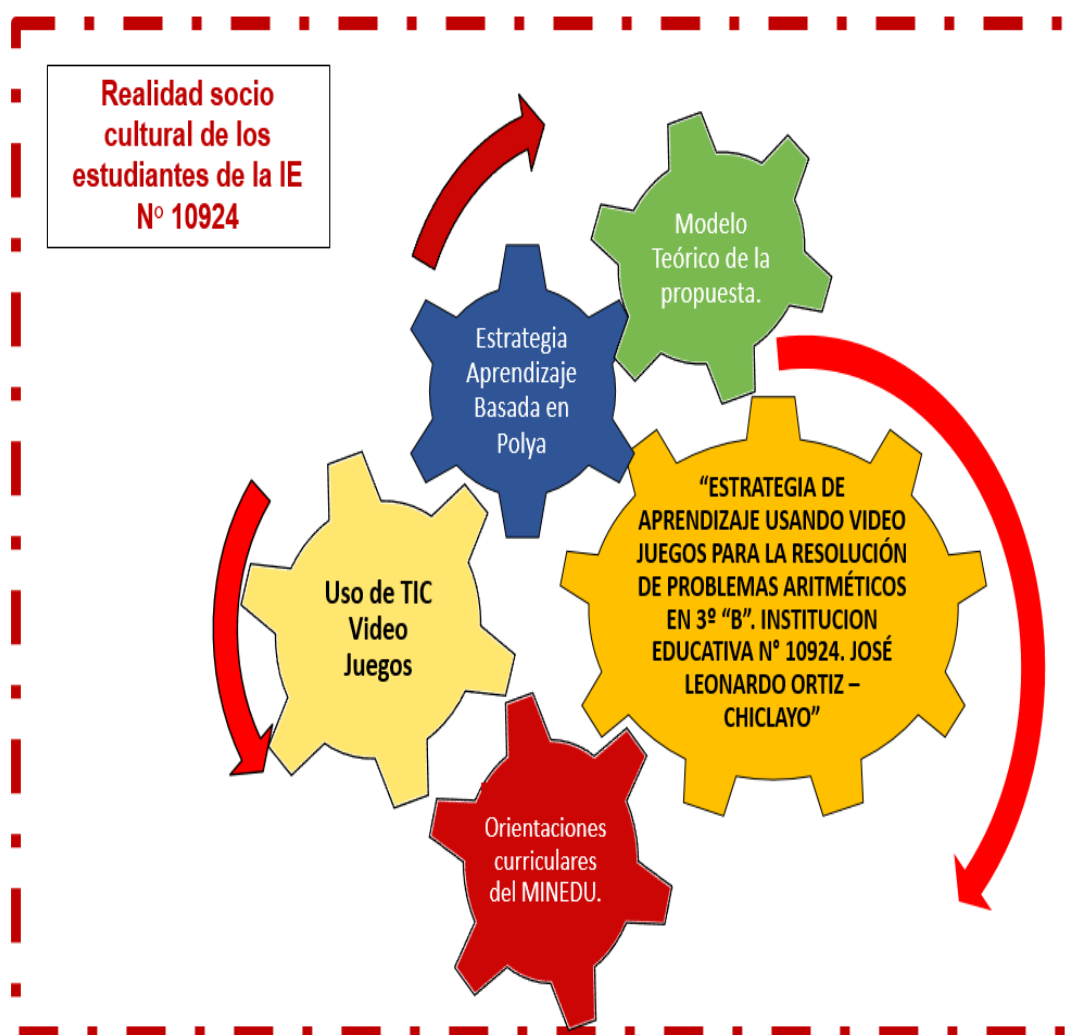 Realidad socio
cultural de los
estudiantes de la IE
Nº 10924
Modelo
Teórico de la
propuesta.
Estrategia
Aprendizaje
Basada en
Polya
“ESTRATEGIA DE
APRENDIZAJE USANDO VIDEO
JUEGOS PARA LA RESOLUCIÓN
DE PROBLEMAS ARITMÉTICOS
EN 3º “B”. INSTITUCION
EDUCATIVA N° 10924. JOSÉ
LEONARDO ORTIZ –
CHICLAYO”
Uso de TIC
Video
Juegos
Orientaciones
curriculares
del MINEDU.